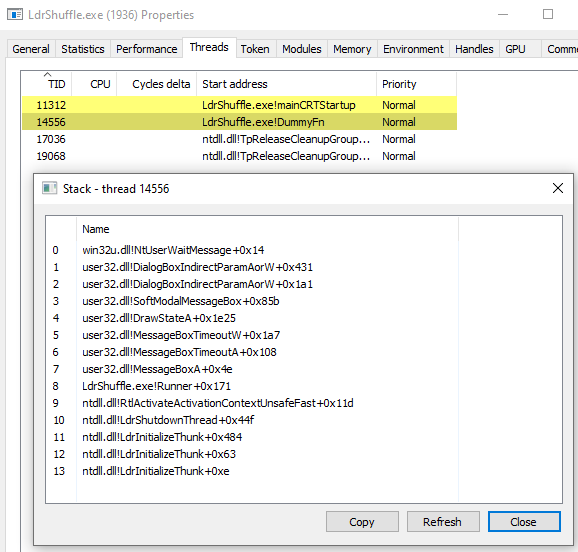 LdrShuffle.exe (1936) Properties
General Statistics Performance Threads Token Modules Memory Environment Handles GPU Comme
TID CPU Cycles delta Start address Priority
11312 LdrShuffle.exe!mainCRTStartup Normal
14556 LdrShuffle.exe!DummyFn Normal
17036 ntdll.dll!TpReleaseCleanupGroup... Normal
19068 ntdll.dll!TpReleaseCleanupGroup... Normal
Stack - thread 14556
Name
0 win32u.dll!NtUserWaitMessage+0x14
1 user32.dll!DialogBoxIndirectParamAorW+0x431
2 user32.dll!DialogBoxIndirectParamAorW+0x1a1
3 user32.dll!SoftModalMessageBox+0x85b
4 user32.dll!DrawStateA+0x1e25
5 user32.dll!MessageBoxTimeoutW+0x1a7
6 user32.dll!MessageBoxTimeoutA+0x108
7 user32.dll!MessageBoxA+0x4e
8 LdrShuffle.exe!Runner+0x171
9 ntdll.dll!RtlActivateActivationContextUnsafeFast+0x11d
10 ntdll.dll!LdrShutdownThread+0x44f
11 ntdll.dll!LdrInitializeThunk+0x484
12 ntdll.dll!LdrInitializeThunk+0x63
13 ntdll.dll!LdrInitializeThunk+0xe
Copy Refresh Close